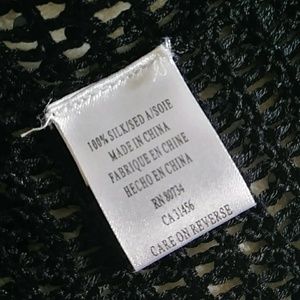 100% SILK/SED A/SOIE
MADE IN CHINA
FABRIQUE EN CHINE
HECHO EN CHINA
RN 80734
CA 31456
CARE ON REVERSE